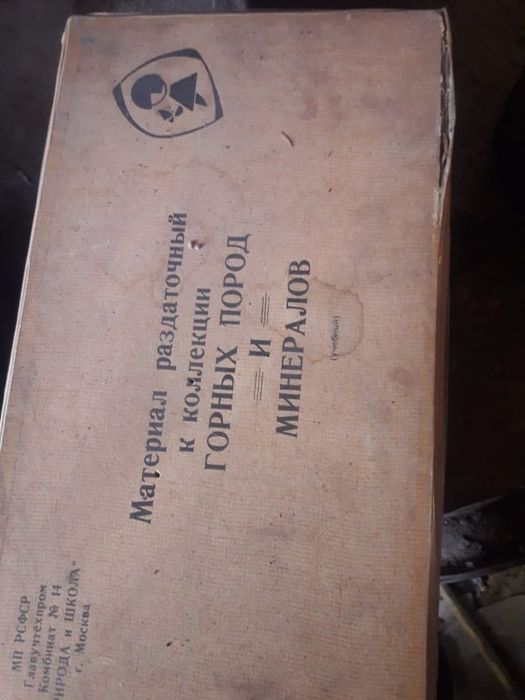 МП РСФСР
Главучтехпром
Комбинат № 14
ПРИРОДА и ШКОЛА"
г. Москва
Материал раздаточный
к коллекции
ГОРНЫХ ПОРОД
И
МИНЕРАЛОВ
(учебный)